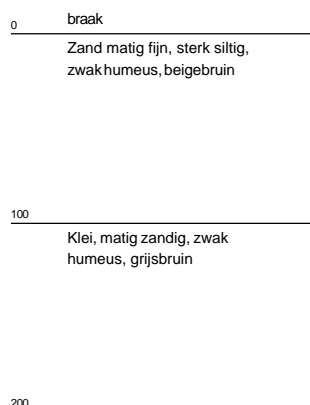 0 braak
Zand matig fijn, sterk siltig,
zwak humeus, beigebruin
100
Klei, matig zandig, zwak
humeus, grijsbruin
200